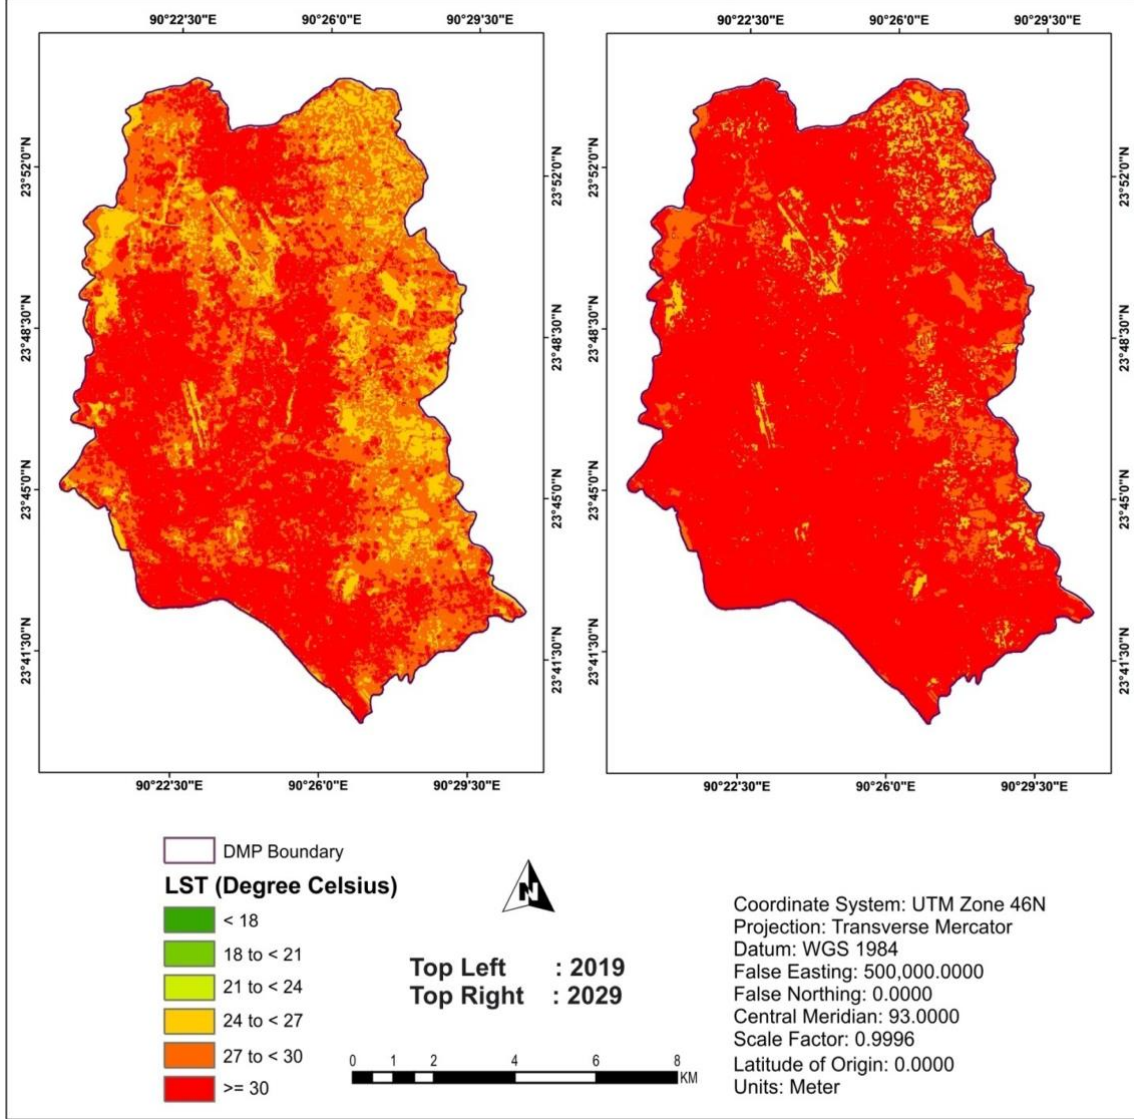 90°22'30"E 90°26'0"E 90°29'30"E 90°22'30"E 90°26'0"E 90°29'30"E
23°52'0"N 23°52'0"N 23°52'0"N 23°52'0"N
23°48'30"N 23°48'30"N 23°48'30"N 23°48'30"N
23°45'0"N 23°45'0"N 23°45'0"N 23°45'0"N
23°41'30"N 23°41'30"N 23°41'30"N 23°41'30"N
90°22'30"E 90°26'0"E 90°29'30"E 90°22'30"E 90°26'0"E 90°29'30"E
DMP Boundary
LST (Degree Celsius)
< 18
18 to < 21
21 to < 24
24 to < 27
27 to < 30
>= 30
N
Top Left : 2019
Top Right : 2029
0 1 2 4 6 8
KM
Coordinate System: UTM Zone 46N
Projection: Transverse Mercator
Datum: WGS 1984
False Easting: 500,000.0000
False Northing: 0.0000
Central Meridian: 93.0000
Scale Factor: 0.9996
Latitude of Origin: 0.0000
Units: Meter